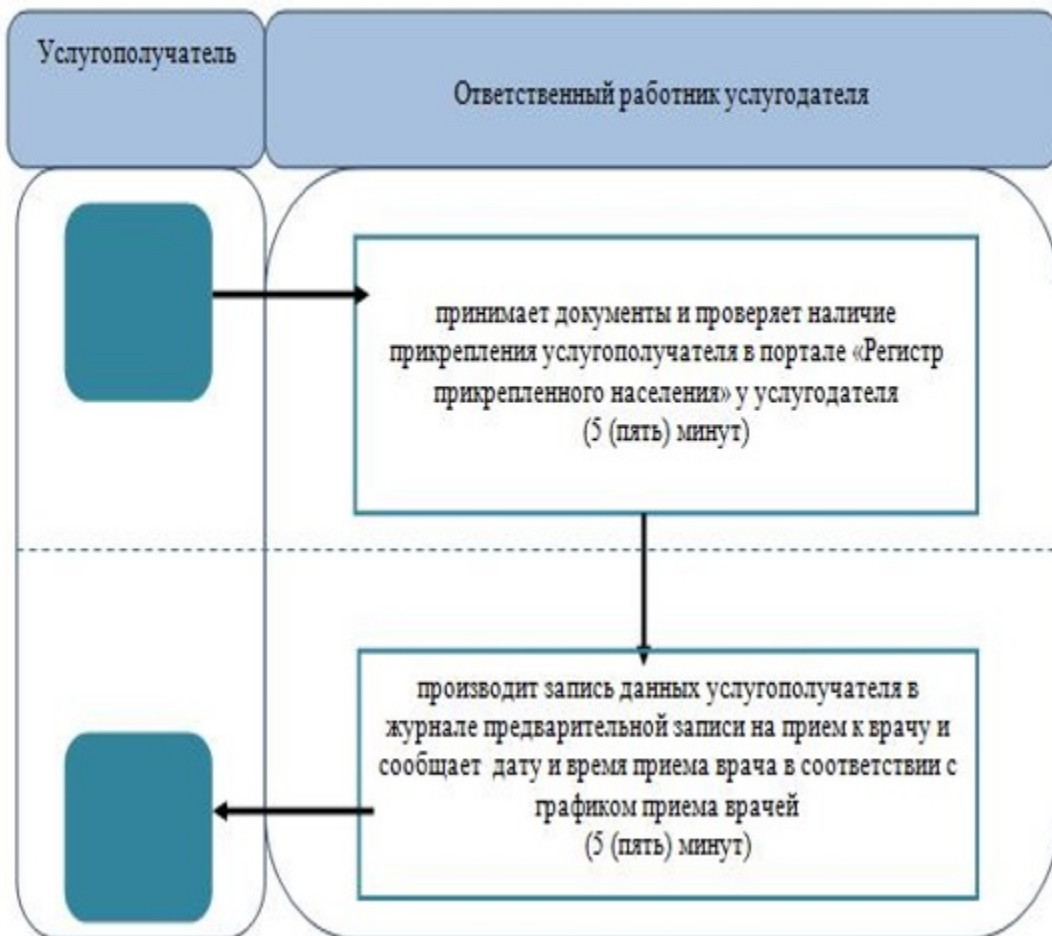 Услугополучатель
Ответственный работник услугодателя
принимает документы и проверяет наличие
прикрепления услугополучателя в портале «Регистр
прикрепленного населения» у услугодателя
(5 (пять) минут)
производит запись данных услугополучателя в
журнале предварительной записи на прием к врачу и
сообщает дату и время приема врача в соответствии с
графиком приема врачей
(5 (пять) минут)